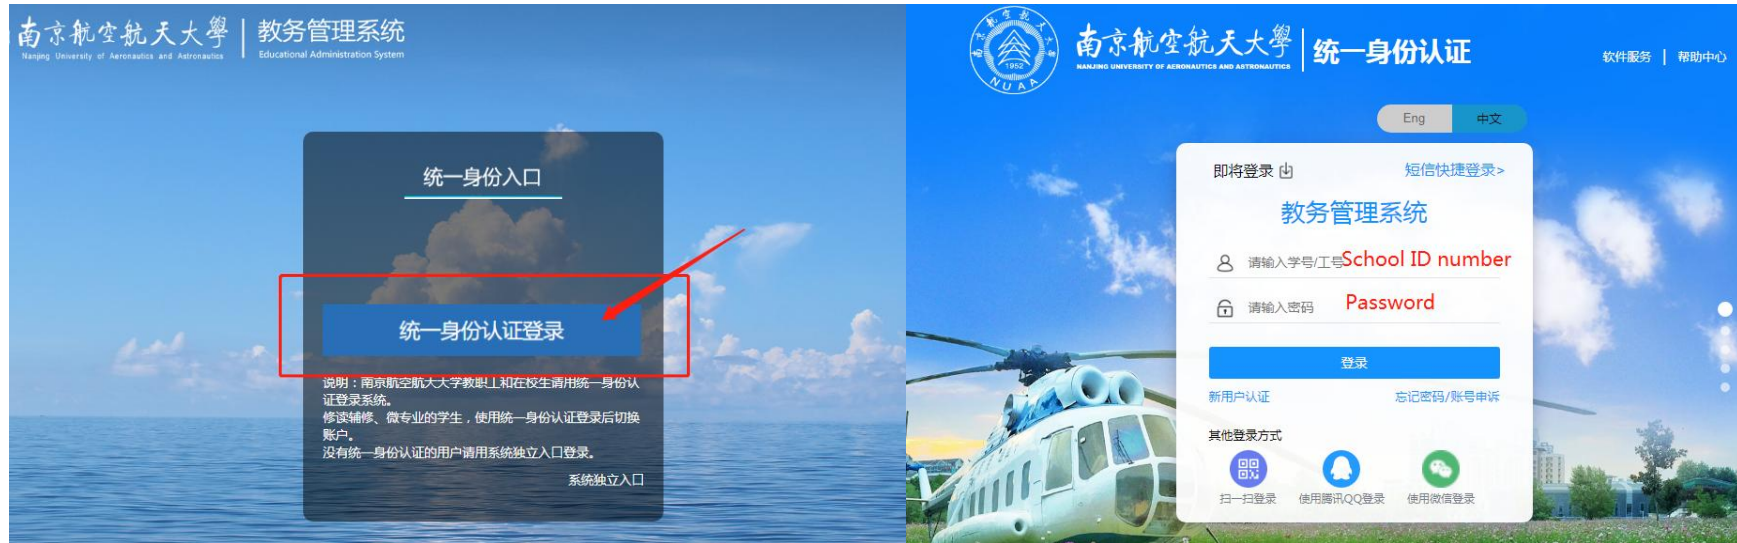 南京航空航天大學
Nanjing University of Aeronautics and Astronautics
教务管理系统
Educational Administration System
统一身份入口
统一身份认证登录
说明：南京航空航天大学教职工和在校生请用统一身份认
证登录系统。
修读辅修、微专业的学生，使用统一身份认证登录后切换
账户。
没有统一身份认证的用户请用系统独立入口登录。
系统独立入口
南京航空航天大学
1952
NUAA
南京航空航天大學
NANJING UNIVERSITY OF AERONAUTICS AND ASTRONAUTICS
统一身份认证
软件服务 | 帮助中心
Eng 中文
即将登录 短信快捷登录>
教务管理系统
请输入学号/工号 School ID number
请输入密码 Password
登录
新用户认证 忘记密码/账号申诉
其他登录方式
扫一扫登录 使用腾讯QQ登录 使用微信登录